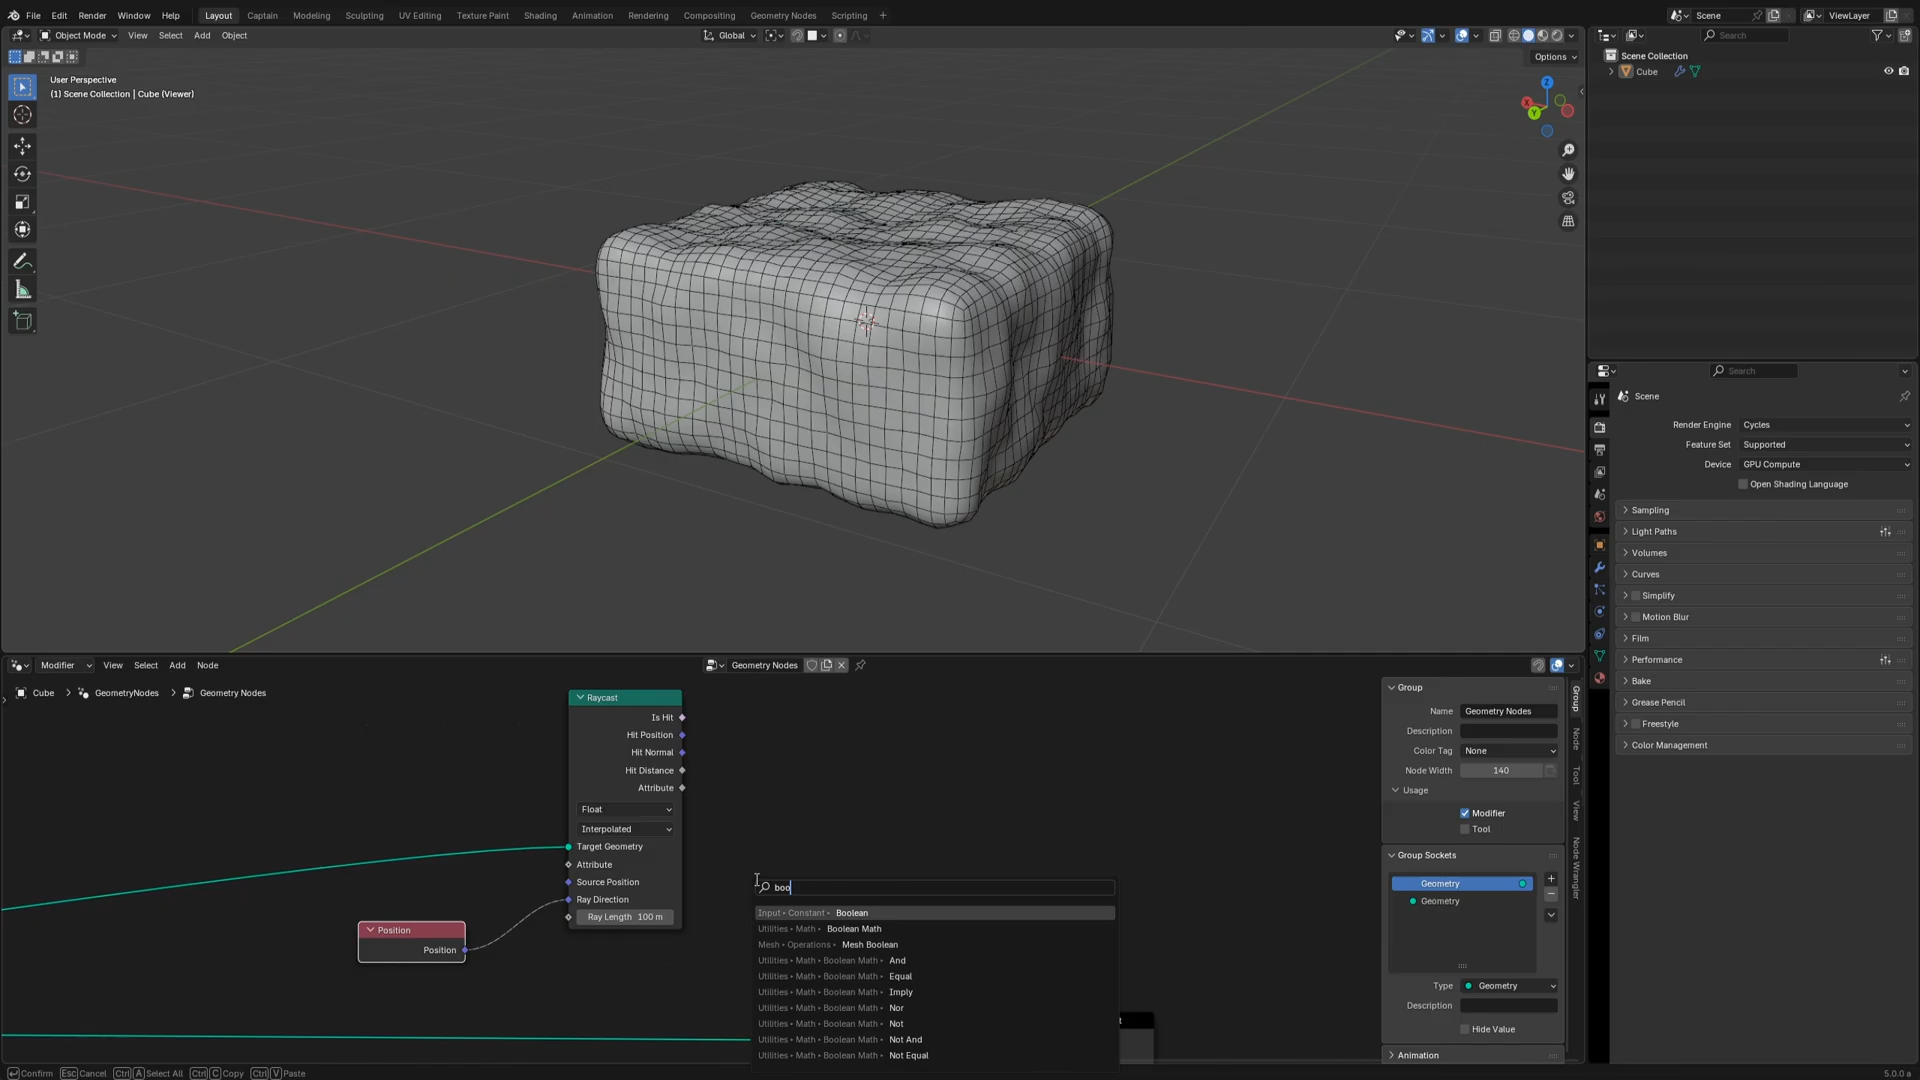 File Edit Render Window Help Layout Captain Modeling Sculpting UV Editing Texture Paint Shading Animation Rendering Compositing Geometry Nodes Scripting + Scene ViewLayer
Object Mode View Select Add Object Global Search
Options
User Perspective
(1) Scene Collection | Cube (Viewer)
Z
X
Y
Scene Collection
Cube
Search
Scene
Render Engine Cycles
Feature Set Supported
Device GPU Compute
Open Shading Language
Sampling
Light Paths
Volumes
Curves
Simplify
Motion Blur
Film
Performance
Bake
Grease Pencil
Freestyle
Color Management
Modifier View Select Add Node Geometry Nodes
Cube > GeometryNodes > Geometry Nodes
Raycast
Is Hit
Hit Position
Hit Normal
Hit Distance
Attribute
Float
Interpolated
Target Geometry
Attribute
Source Position
Ray Direction
Ray Length 100 m
Position
Position
boo
Input ▸ Constant ▸ Boolean
Utilities ▸ Math ▸ Boolean Math
Mesh ▸ Operations ▸ Mesh Boolean
Utilities ▸ Math ▸ Boolean Math ▸ And
Utilities ▸ Math ▸ Boolean Math ▸ Equal
Utilities ▸ Math ▸ Boolean Math ▸ Imply
Utilities ▸ Math ▸ Boolean Math ▸ Nor
Utilities ▸ Math ▸ Boolean Math ▸ Not
Utilities ▸ Math ▸ Boolean Math ▸ Not And
Utilities ▸ Math ▸ Boolean Math ▸ Not Equal
Group
Name Geometry Nodes
Description
Color Tag None
Node Width 140
Usage
Modifier
Tool
Group Sockets
Geometry
Geometry
Type Geometry
Description
Hide Value
Animation
Group
Node
Tool
View
Node Wrangler
Confirm Esc Cancel Ctrl A Select All Ctrl C Copy Ctrl V Paste 5.0.0 a